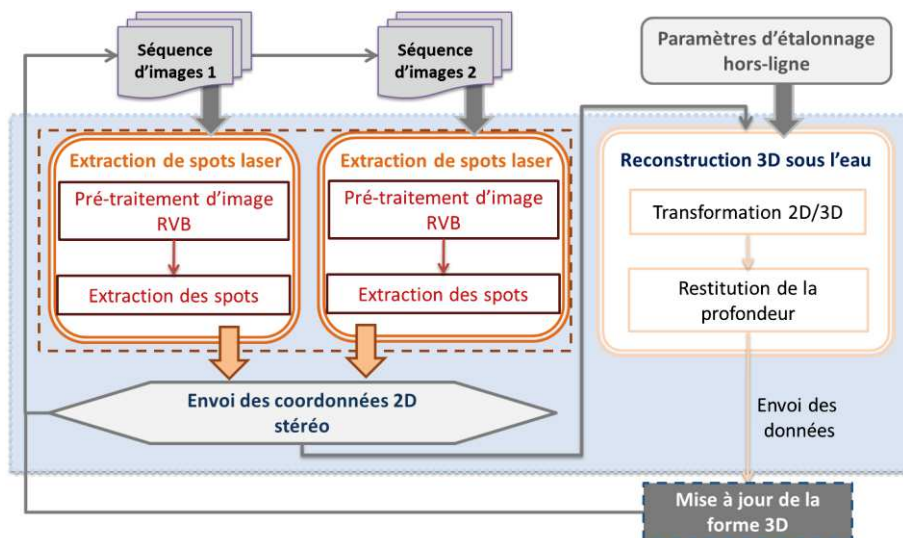 Séquence
d'images 1
Séquence
d'images 2
Paramètres d'étalonnage
hors-ligne
Extraction de spots laser
Pré-traitement d'image
RVB
Extraction des spots
Extraction de spots laser
Pré-traitement d'image
RVB
Extraction des spots
Reconstruction 3D sous l'eau
Transformation 2D/3D
Restitution de la
profondeur
Envoi des coordonnées 2D
stéréo
Envoi des
données
Mise à jour de la
forme 3D